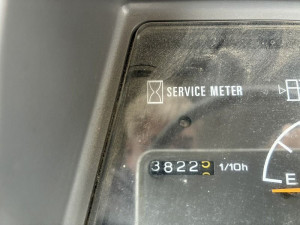 SERVICE METER
3822 1/10h
E